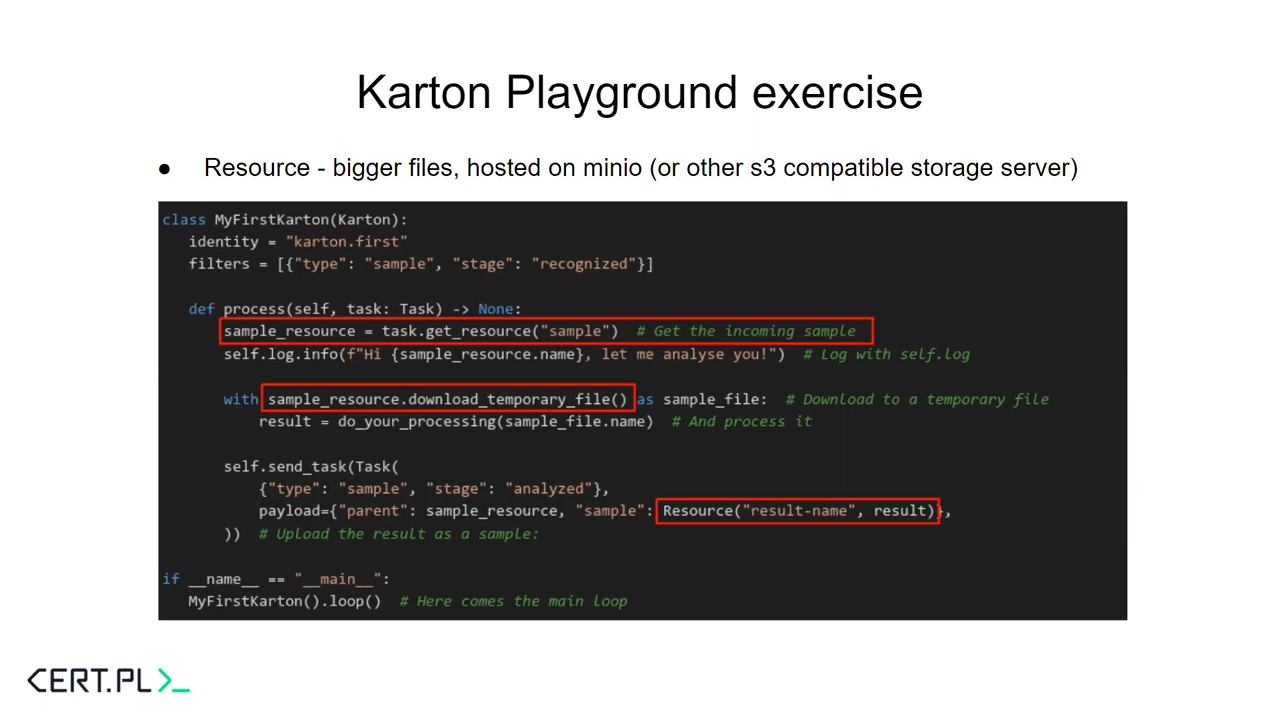 Karton Playground exercise
● Resource - bigger files, hosted on minio (or other s3 compatible storage server)
class MyFirstKarton(Karton):
identity = "karton.first"
filters = [{"type": "sample", "stage": "recognized"}]
def process(self, task: Task) -> None:
sample_resource = task.get_resource("sample") # Get the incoming sample
self.log.info(f"Hi {sample_resource.name}, let me analyse you!") # Log with self.log
with sample_resource.download_temporary_file() as sample_file: # Download to a temporary file
result = do_your_processing(sample_file.name) # And process it
self.send_task(Task(
{"type": "sample", "stage": "analyzed"},
payload={"parent": sample_resource, "sample": Resource("result-name", result)},
)) # Upload the result as a sample:
if __name__ == "__main__":
MyFirstKarton().loop() # Here comes the main loop
<CERT.PL>_